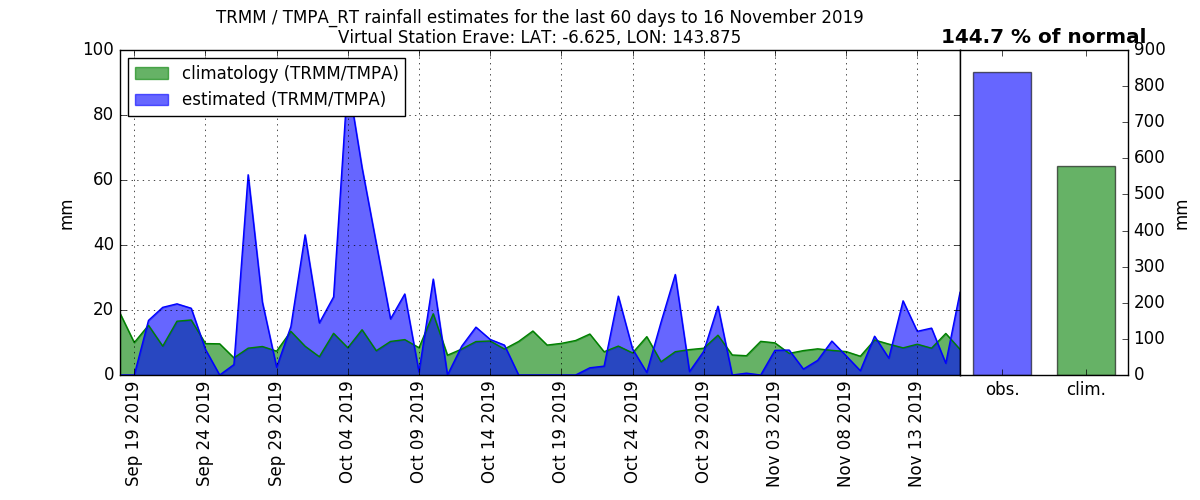 TRMM / TMPA_RT rainfall estimates for the last 60 days to 16 November 2019
Virtual Station Erave: LAT: -6.625, LON: 143.875
144.7 % of normal
climatology (TRMM/TMPA)
estimated (TRMM/TMPA)
mm
100
80
60
40
20
0
Sep 19 2019
Sep 24 2019
Sep 29 2019
Oct 04 2019
Oct 09 2019
Oct 14 2019
Oct 19 2019
Oct 24 2019
Oct 29 2019
Nov 03 2019
Nov 08 2019
Nov 13 2019
obs.
clim.
900
800
700
600
500
400
300
200
100
0
mm